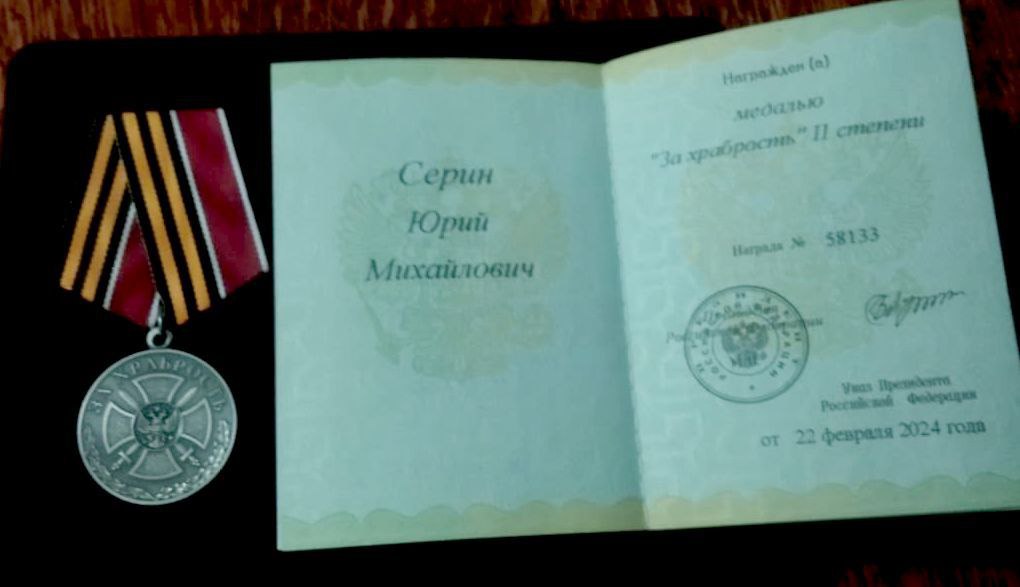 ЗА ХРАБРОСТЬ
Серин
Юрий
Михайлович
Награжден (а)
медалью
"За храбрость" II степени
Награда № 58133
Указ Президента
Российской Федерации
от 22 февраля 2024 года